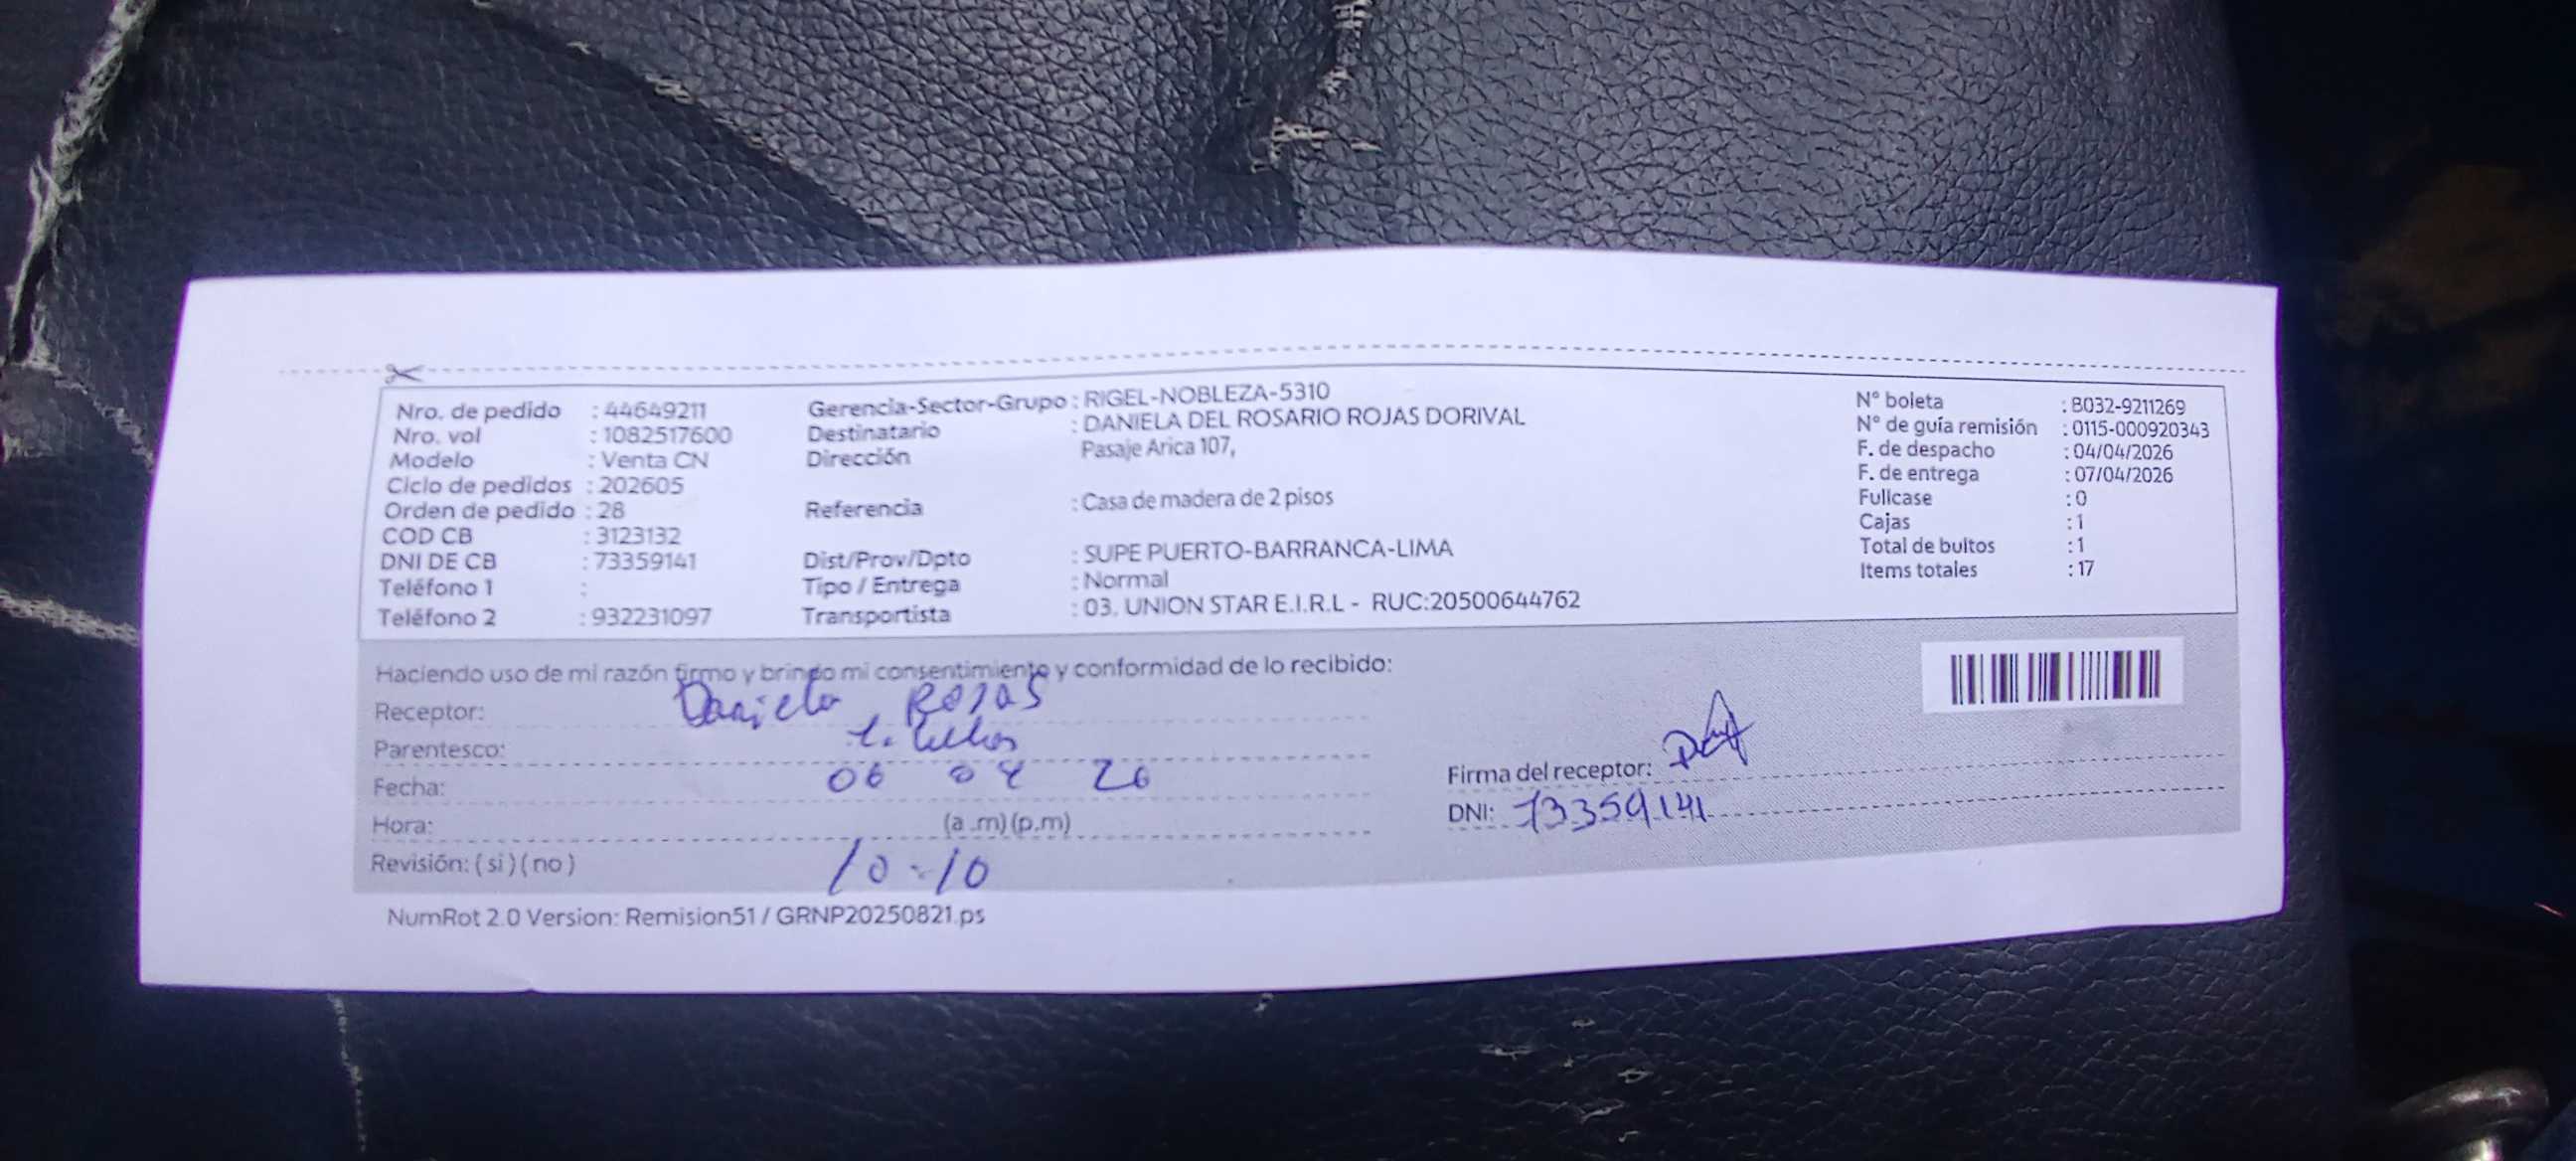 Nro. de pedido : 44649211
Nro. vol : 1082517600
Modelo : Venta CN
Ciclo de pedidos : 202605
Orden de pedido : 28
COD CB : 3123132
DNI DE CB : 73359141
Teléfono 1 :
Teléfono 2 : 932231097
Gerencia-Sector-Grupo : RIGEL-NOBLEZA-5310
Destinatario : DANIELA DEL ROSARIO ROJAS DORIVAL
Dirección Pasaje Arica 107,
Referencia : Casa de madera de 2 pisos
Dist/Prov/Dpto : SUPE PUERTO-BARRANCA-LIMA
Tipo / Entrega : Normal
Transportista : 03. UNION STAR E.I.R.L - RUC:20500644762
N° boleta : B032-9211269
N° de guía remisión : 0115-000920343
F. de despacho : 04/04/2026
F. de entrega : 07/04/2026
Fullcase : 0
Cajas : 1
Total de bultos : 1
Items totales : 17
Haciendo uso de mi razón firmo y brindo mi consentimiento y conformidad de lo recibido:
Receptor: Daniela Rojas
Parentesco:
Fecha: 06 04 26
Hora: (a.m) (p.m)
Revisión: ( si ) ( no ) 10:10
Firma del receptor:
DNI: 73359141
NumRot 2.0 Version: Remision51 / GRNP20250821.ps